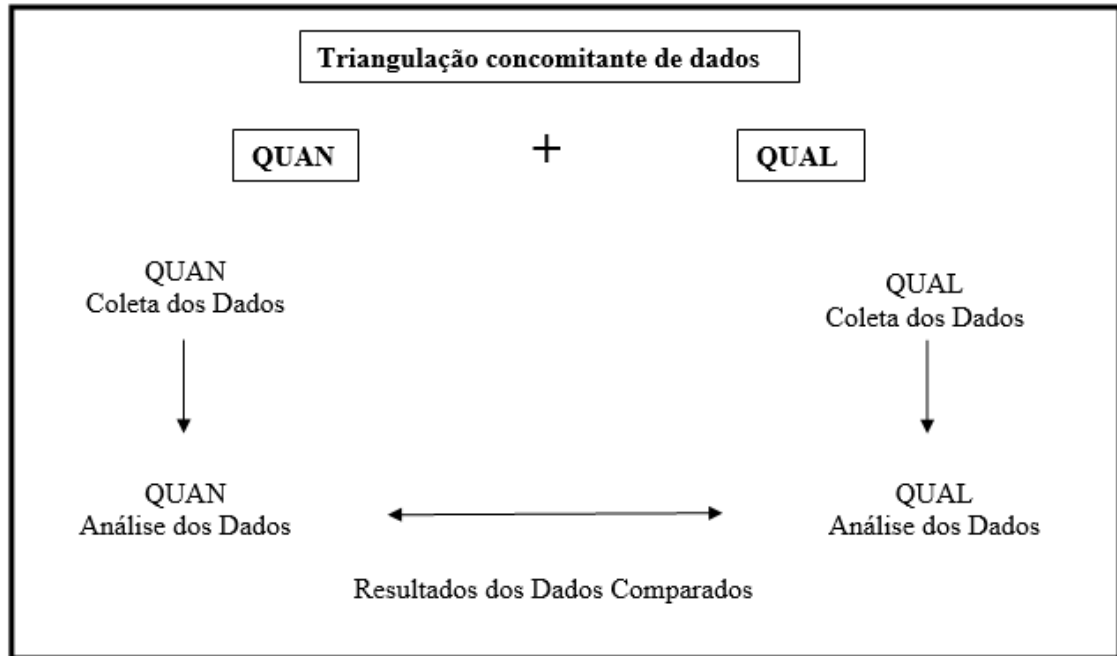 Triangulação concomitante de dados
QUAN
+
QUAL
QUAN
Coleta dos Dados
QUAL
Coleta dos Dados
QUAN
Análise dos Dados
QUAL
Análise dos Dados
Resultados dos Dados Comparados